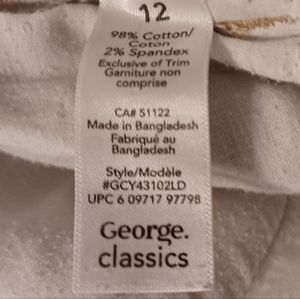 12
98% Cotton/
Coton
2% Spandex
Exclusive of Trim
Garniture non
comprise
CA# 51122
Made in Bangladesh
Fabriqué au
Bangladesh
Style/Modèle
#GCY43102LD
UPC 6 09717 97798
George.
classics